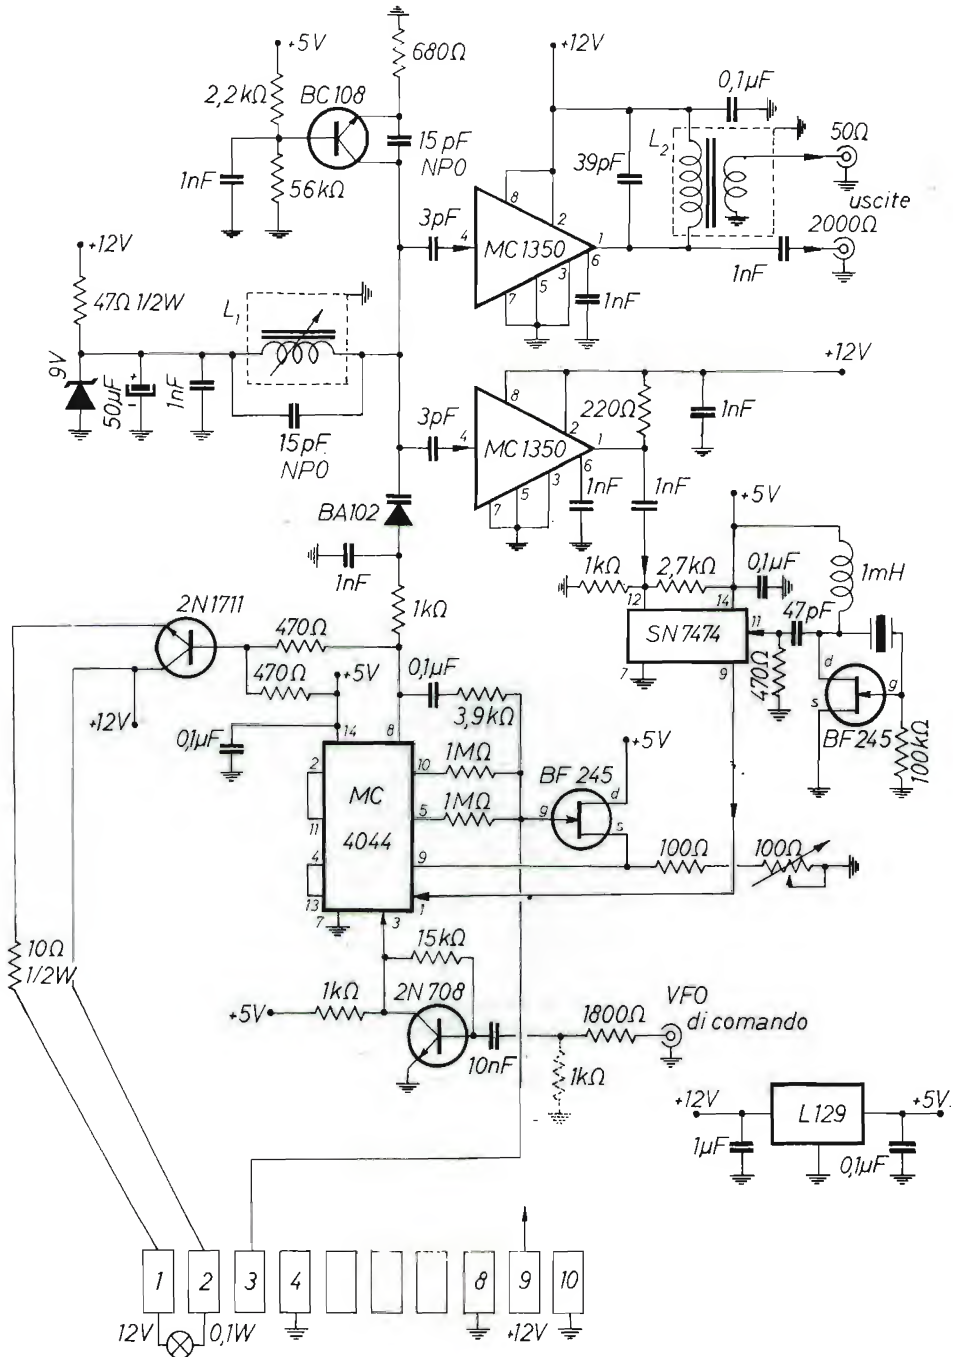 +5V
680Ω
+12V
2,2kΩ
BC108
0,1µF
15pF
NPO
50Ω
L2
39pF
1nF
56kΩ
8
2
uscite
2000Ω
3pF
4
MC1350
1
6
3
5
7
1nF
1nF
+12V
47Ω 1/2W
L1
9V
50µF
+
-
1nF
15pF
NPO
+12V
8
220Ω
1nF
3pF
4
MC1350
2
1
6
3
5
7
1nF
1nF
+5V
BA102
1nF
1kΩ
2,7kΩ
0,1µF
1mH
12
14
47pF
SN7474
11
7
9
470Ω
d
g
s
BF245
100kΩ
1kΩ
2N1711
470Ω
470Ω
+5V
+12V
0,1µF
0,1µF
3,9kΩ
14
8
2
10
1MΩ
MC
4044
11
5
1MΩ
4
9
13
7
3
1
BF245
+5V
g
d
s
100Ω
100Ω
15kΩ
10Ω
1/2W
1kΩ
+5V
2N708
10nF
1800Ω
VFO
di comando
1kΩ
+12V
L129
+5V.
1µF
0,1µF
1
2
3
4
8
9
10
12V
0,1W
+12V